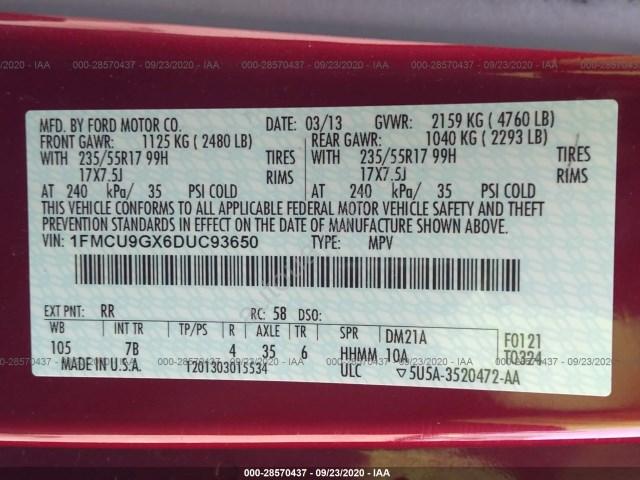 000-28570437 - 09/23/2020 - IAA
MFD. BY FORD MOTOR CO. DATE: 03/13 GVWR: 2159 KG ( 4760 LB)
FRONT GAWR: 1125 KG ( 2480 LB) REAR GAWR: 1040 KG ( 2293 LB)
WITH 235/55R17 99H TIRES WITH 235/55R17 99H TIRES
17X7.5J RIMS 17X7.5J RIMS
AT 240 kPa/ 35 PSI COLD AT 240 kPa/ 35 PSI COLD
THIS VEHICLE CONFORMS TO ALL APPLICABLE FEDERAL MOTOR VEHICLE SAFETY AND THEFT
PREVENTION STANDARDS IN EFFECT ON THE DATE OF MANUFACTURE SHOWN ABOVE.
VIN: 1FMCU9GX6DUC93650 TYPE: MPV
EXT PNT: RR RC: 58 DSO:
WB INT TR TP/PS R AXLE TR SPR DM21A F0121
105 7B 4 35 6 HHMM 10A T0324
MADE IN U.S.A. T201303015534 ULC ▽5U5A-3520472-AA
000-28570437 - 09/23/2020 - IAA